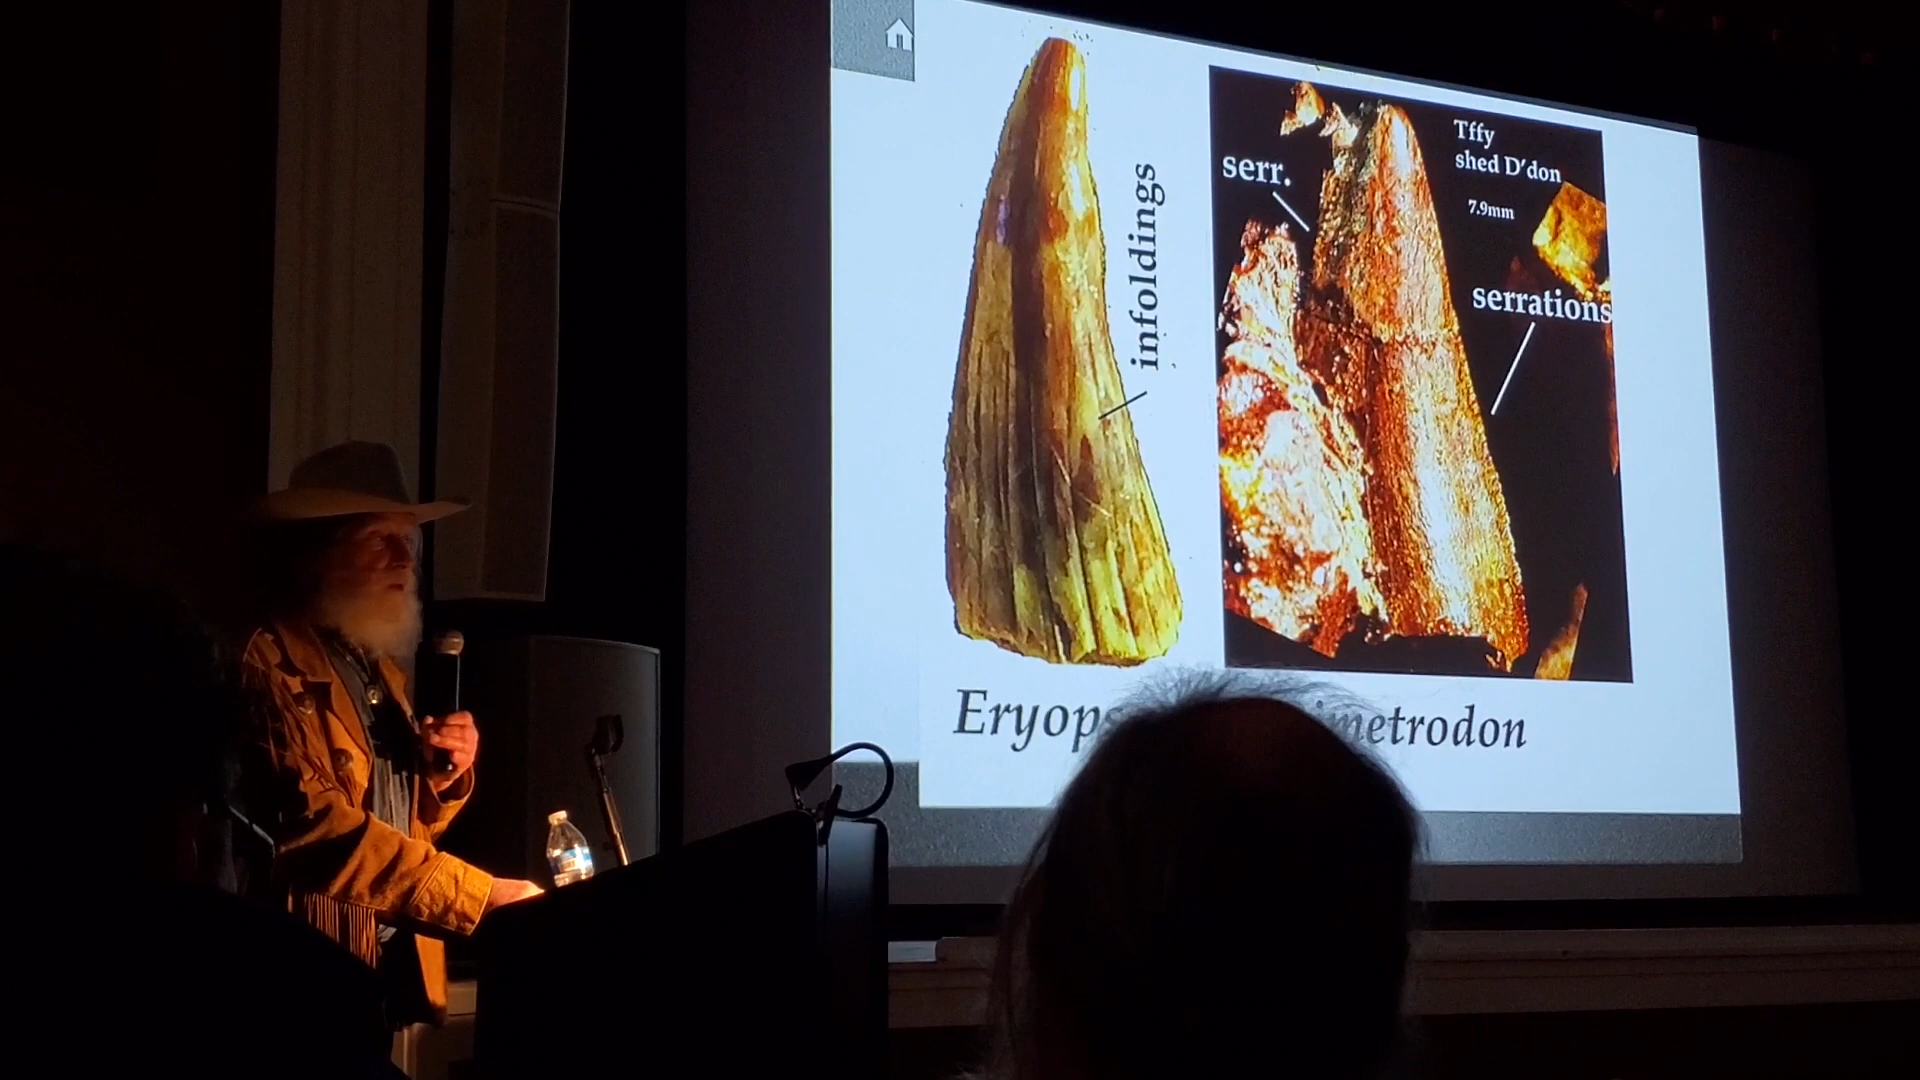 infoldings
serr.
Tffy
shed D'don
7.9mm
serrations
Eryops
imetrodon